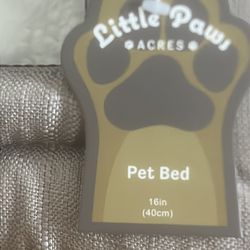 Little Paws
ACRES
Pet Bed
16in
(40cm)